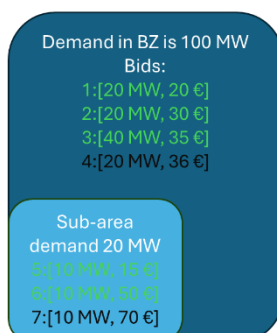 Demand in BZ is 100 MW
Bids:
1:[20 MW, 20 €]
2:[20 MW, 30 €]
3:[40 MW, 35 €]
4:[20 MW, 36 €]
Sub-area
demand 20 MW
5:[10 MW, 15 €]
6:[10 MW, 50 €]
7:[10 MW, 70 €]